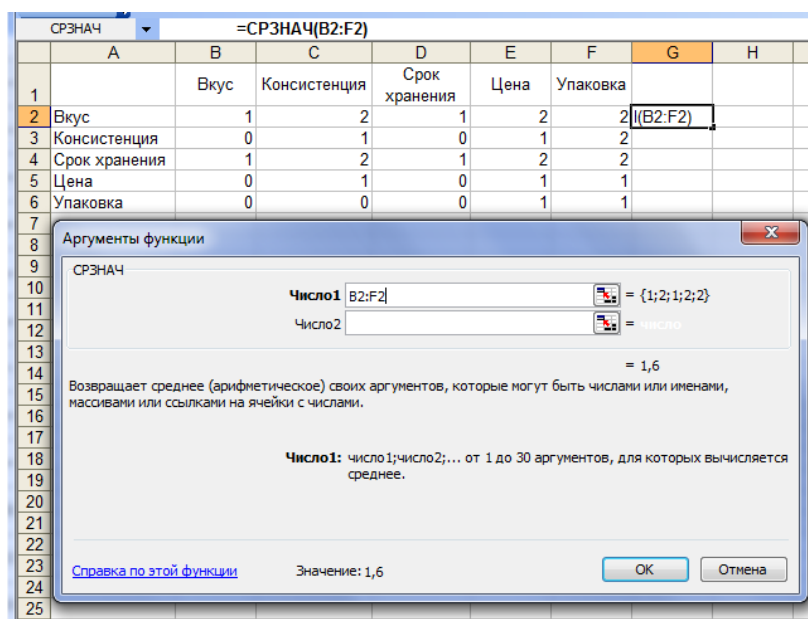 СРЗНАЧ =СРЗНАЧ(B2:F2)
A B C D E F G H
1 Вкус Консистенция Срок хранения Цена Упаковка
2 Вкус 1 2 1 2 2 I(B2:F2)
3 Консистенция 0 1 0 1 2
4 Срок хранения 1 2 1 2 2
5 Цена 0 1 0 1 1
6 Упаковка 0 0 0 1 1
7
8 Аргументы функции
9 СРЗНАЧ
10 Число1 B2:F2 = {1;2;1;2;2}
11
12 Число2 = число
13
14 = 1,6
15 Возвращает среднее (арифметическое) своих аргументов, которые могут быть числами или именами,
16 массивами или ссылками на ячейки с числами.
17
18 Число1: число1;число2;... от 1 до 30 аргументов, для которых вычисляется
19 среднее.
20
21
22
23 Справка по этой функции Значение: 1,6 ОК Отмена
24
25